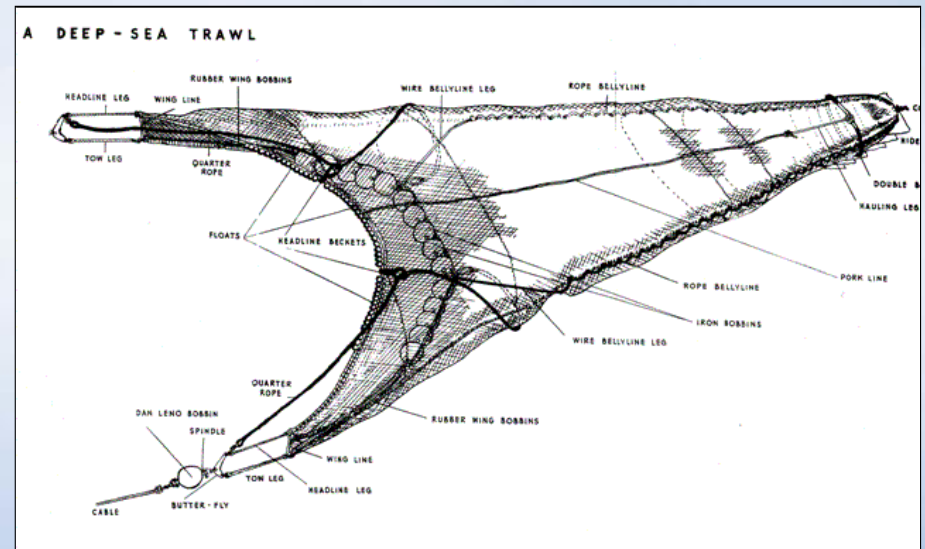 A DEEP-SEA TRAWL
RUBBER WING BOBBINS
WIRE BELLYLINE LEG
ROPE BELLYLINE
HEADLINE LEG
WING LINE
TOW LEG
QUARTER
ROPE
DOUBLE B
HAULING LEG
FLOATS
HEADLINE BECKETS
PORK LINE
ROPE BELLYLINE
IRON BOBBINS
WIRE BELLYLINE LEG
QUARTER
ROPE
DAN LENO BOBBIN
SPINDLE
RUBBER WING BOBBINS
WING LINE
TOW LEG
HEADLINE LEG
BUTTER-FLY
CABLE